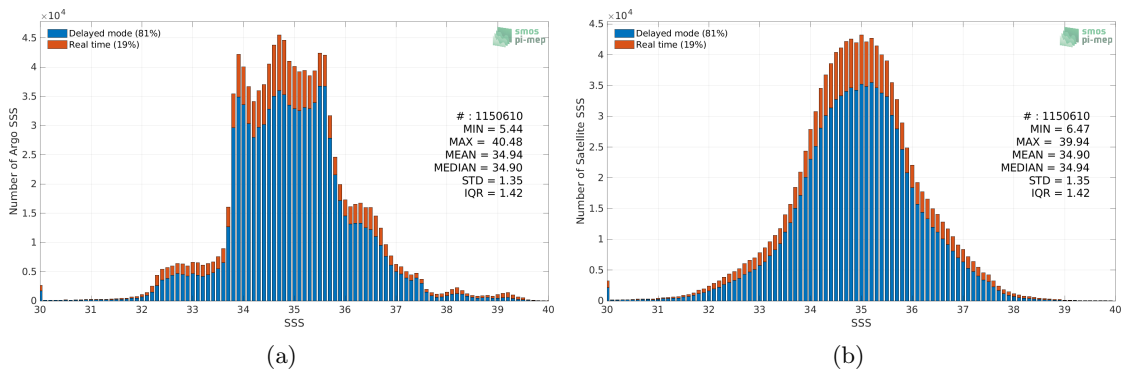 ×10⁴
Delayed mode (81%)
Real time (19%)
smos
pi-mep
# : 1150610
MIN = 5.44
MAX = 40.48
MEAN = 34.94
MEDIAN = 34.90
STD = 1.35
IQR = 1.42
Number of Argo SSS
4.5
4
3.5
3
2.5
2
1.5
1
0.5
0
30 31 32 33 34 35 36 37 38 39 40
SSS
(a)
×10⁴
Delayed mode (81%)
Real time (19%)
smos
pi-mep
# : 1150610
MIN = 6.47
MAX = 39.94
MEAN = 34.90
MEDIAN = 34.94
STD = 1.35
IQR = 1.42
Number of Satellite SSS
4.5
4
3.5
3
2.5
2
1.5
1
0.5
0
30 31 32 33 34 35 36 37 38 39 40
SSS
(b)